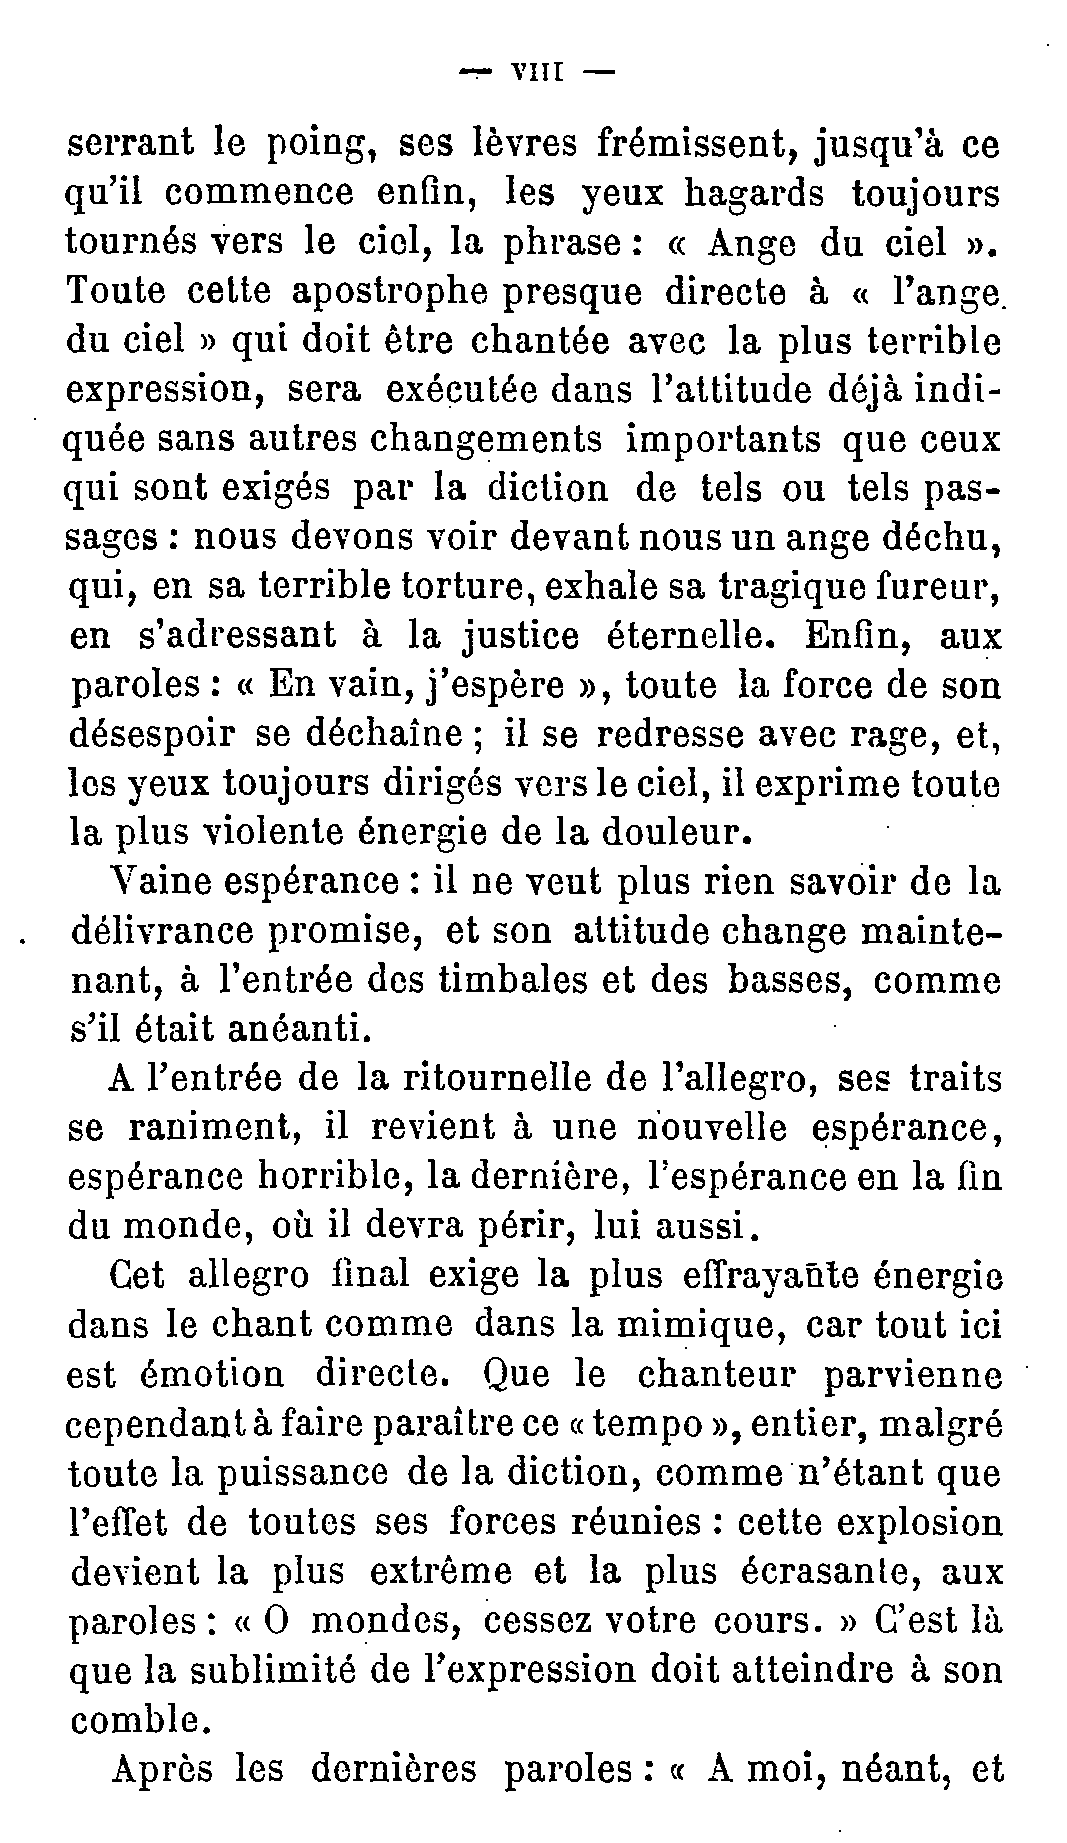 — VIII —
serrant le poing, ses lèvres frémissent, jusqu'à ce
qu'il commence enfin, les yeux hagards toujours
tournés vers le ciel, la phrase : « Ange du ciel ».
Toute cette apostrophe presque directe à « l'ange
du ciel » qui doit être chantée avec la plus terrible
expression, sera exécutée dans l'attitude déjà indi-
quée sans autres changements importants que ceux
qui sont exigés par la diction de tels ou tels pas-
sages : nous devons voir devant nous un ange déchu,
qui, en sa terrible torture, exhale sa tragique fureur,
en s'adressant à la justice éternelle. Enfin, aux
paroles : « En vain, j'espère », toute la force de son
désespoir se déchaîne ; il se redresse avec rage, et,
les yeux toujours dirigés vers le ciel, il exprime toute
la plus violente énergie de la douleur.
Vaine espérance : il ne veut plus rien savoir de la
délivrance promise, et son attitude change mainte-
nant, à l'entrée des timbales et des basses, comme
s'il était anéanti.
A l'entrée de la ritournelle de l'allegro, ses traits
se raniment, il revient à une nouvelle espérance,
espérance horrible, la dernière, l'espérance en la fin
du monde, où il devra périr, lui aussi.
Cet allegro final exige la plus effrayante énergie
dans le chant comme dans la mimique, car tout ici
est émotion directe. Que le chanteur parvienne
cependant à faire paraître ce « tempo », entier, malgré
toute la puissance de la diction, comme n'étant que
l'effet de toutes ses forces réunies : cette explosion
devient la plus extrême et la plus écrasante, aux
paroles : « O mondes, cessez votre cours. » C'est là
que la sublimité de l'expression doit atteindre à son
comble.
Après les dernières paroles : « A moi, néant, et